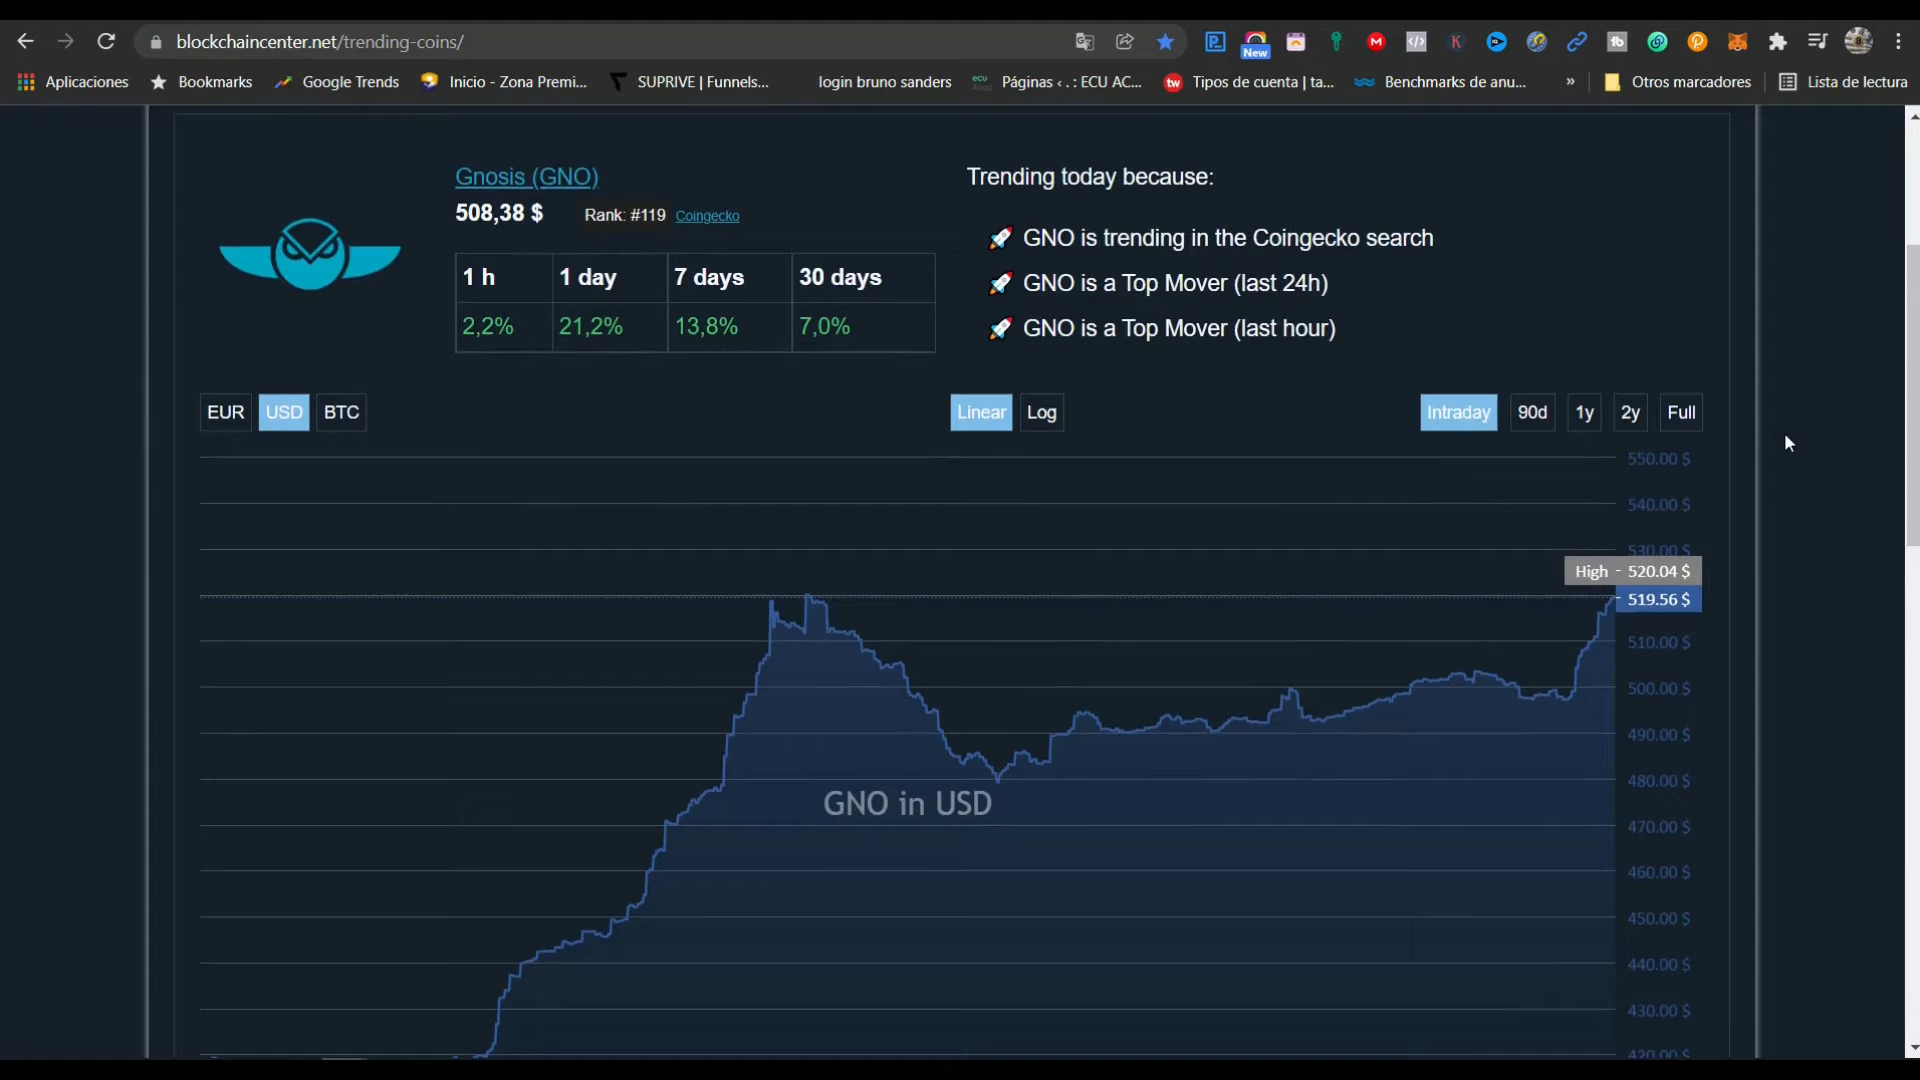 blockchaincenter.net/trending-coins/
New
Aplicaciones
Bookmarks
Google Trends
Inicio - Zona Premi...
SUPRIVE | Funnels...
login bruno sanders
Páginas < . : ECU AC...
Tipos de cuenta | ta...
Benchmarks de anu...
»
Otros marcadores
Lista de lectura
Gnosis (GNO)
508,38 $ Rank: #119 Coingecko
1 h 1 day 7 days 30 days
2,2% 21,2% 13,8% 7,0%
Trending today because:
GNO is trending in the Coingecko search
GNO is a Top Mover (last 24h)
GNO is a Top Mover (last hour)
EUR USD BTC
Linear Log
Intraday 90d 1y 2y Full
550.00 $
540.00 $
530.00 $
High - 520.04 $
519.56 $
510.00 $
500.00 $
490.00 $
480.00 $
GNO in USD
470.00 $
460.00 $
450.00 $
440.00 $
430.00 $
420.00 $